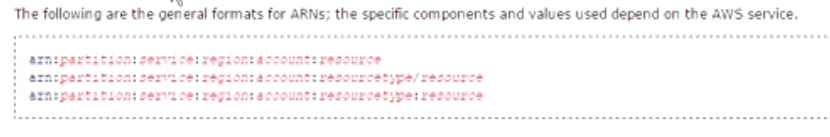 The following are the general formats for ARNs; the specific components and values used depend on the AWS service.
arn:partition:service:region:account:resource
arn:partition:service:region:account:resourcetype/resource
arn:partition:service:region:account:resourcetype:resource